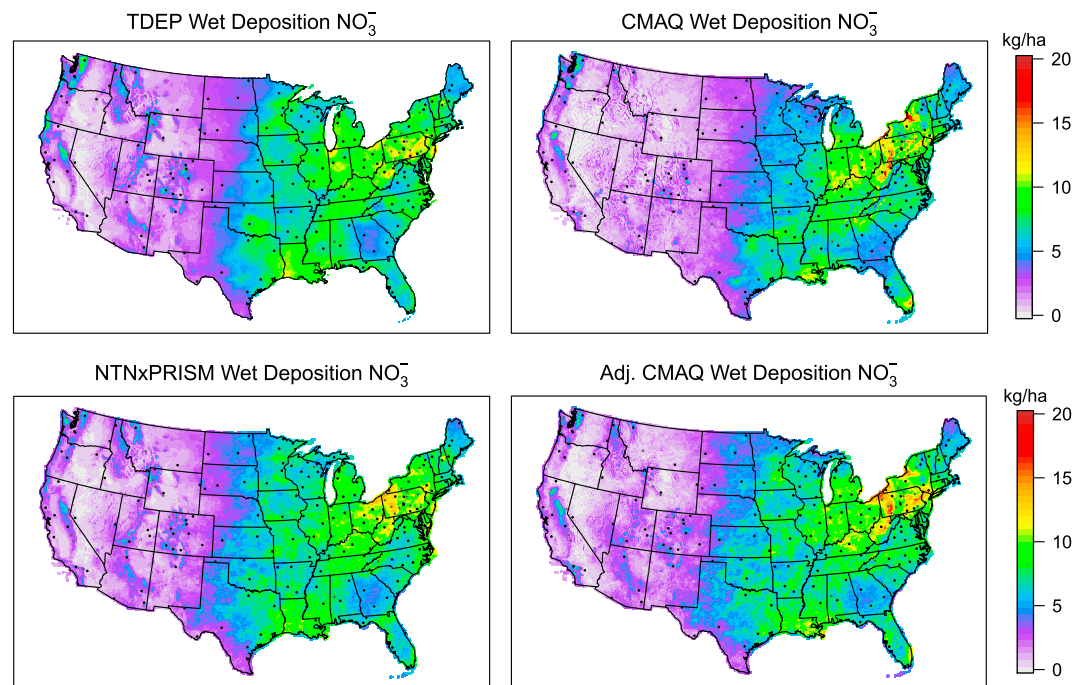 TDEP Wet Deposition NO₃⁻
CMAQ Wet Deposition NO₃⁻
kg/ha
20
15
10
5
0
NTNxPRISM Wet Deposition NO₃⁻
Adj. CMAQ Wet Deposition NO₃⁻
kg/ha
20
15
10
5
0